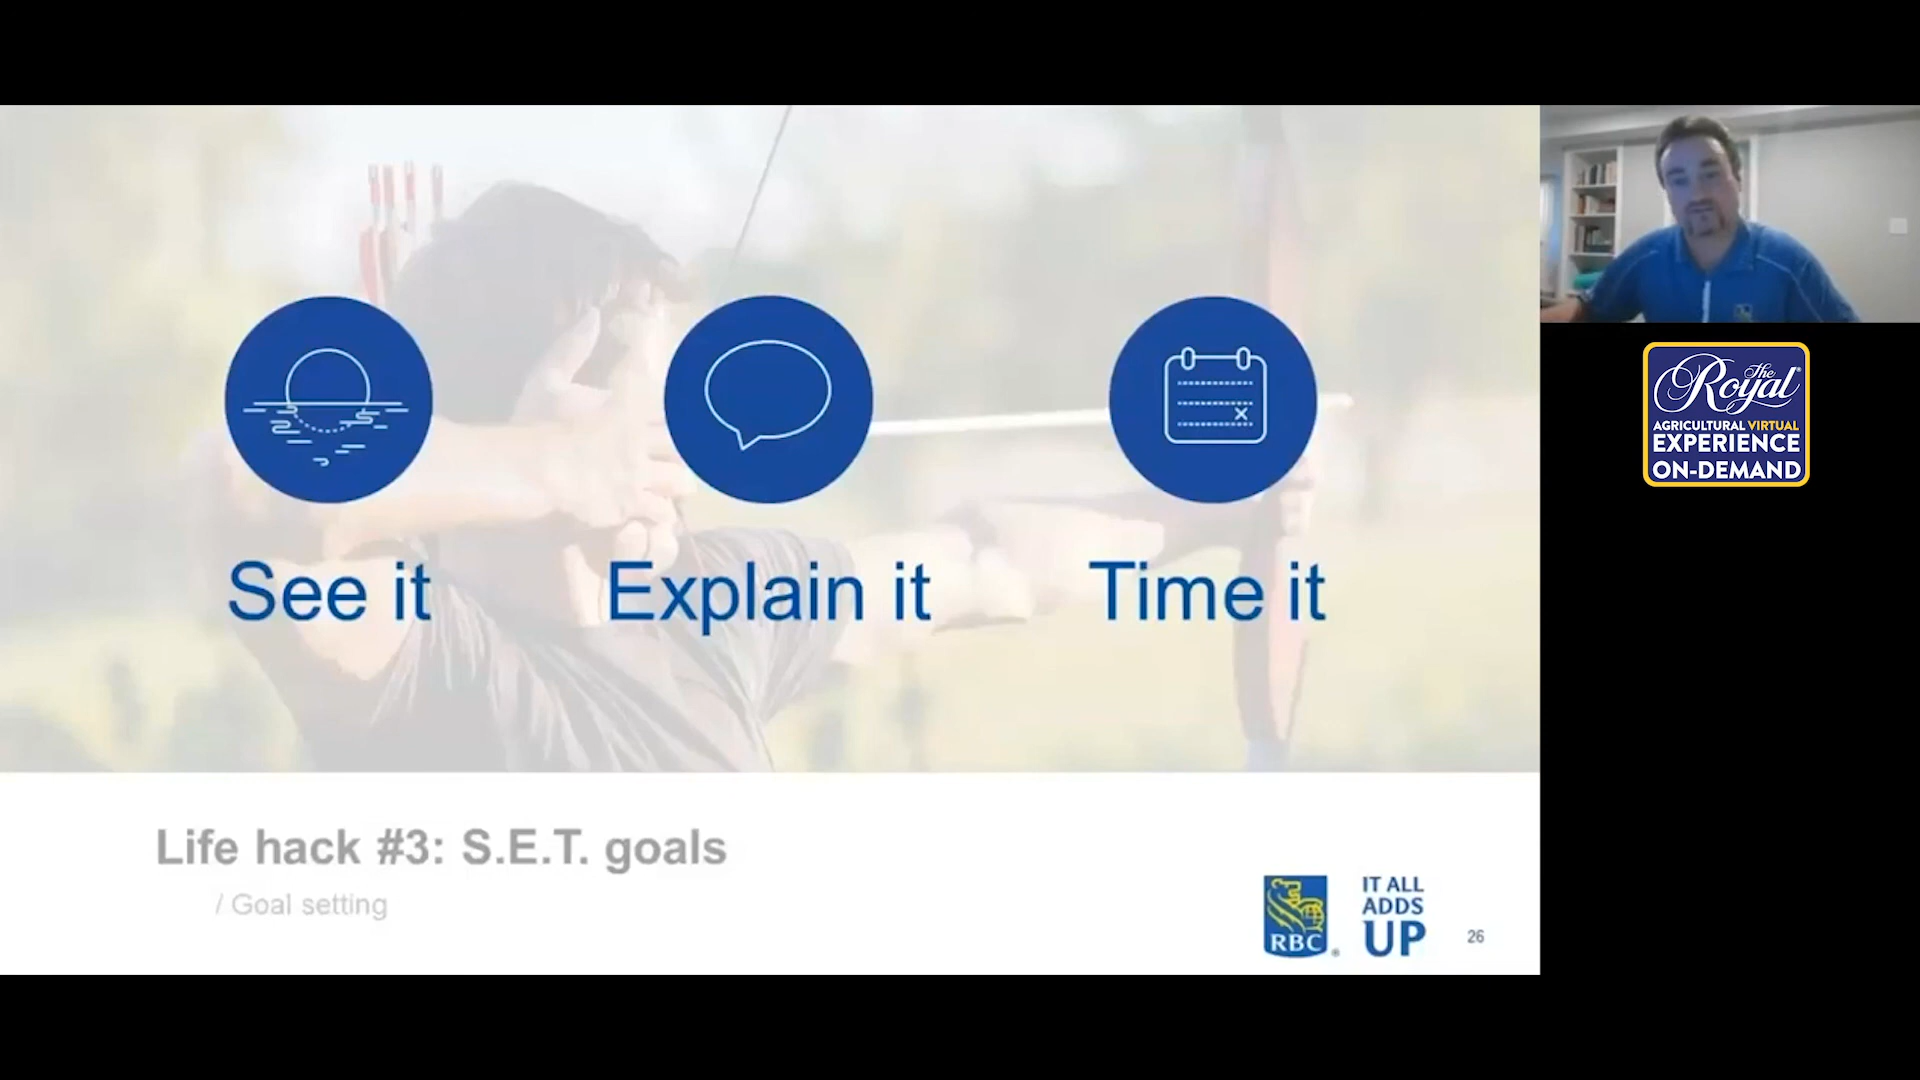 See it
Explain it
Time it
Life hack #3: S.E.T. goals
/ Goal setting
RBC ®
IT ALL
ADDS
UP
26
The
Royal®
AGRICULTURAL VIRTUAL
EXPERIENCE
ON-DEMAND